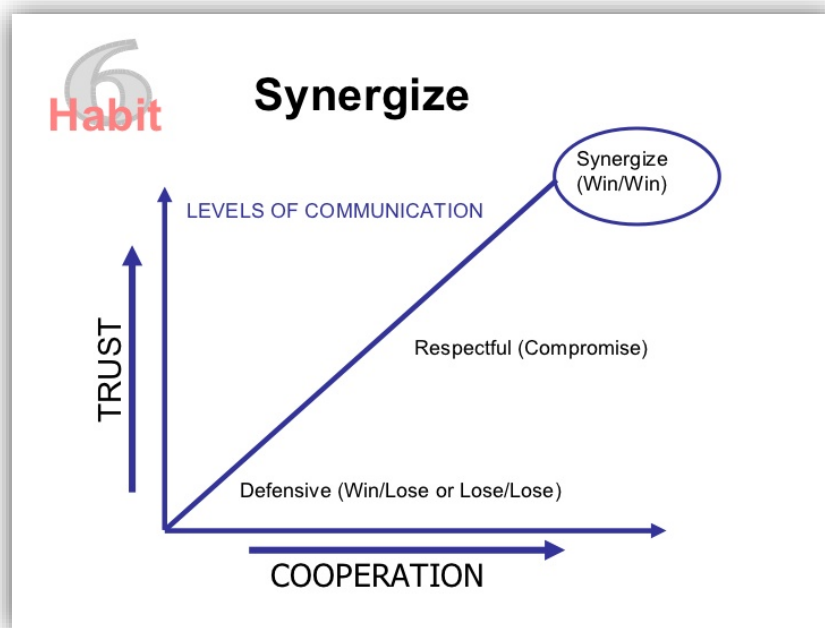 6
Habit
Synergize
Synergize
(Win/Win)
LEVELS OF COMMUNICATION
TRUST
Respectful (Compromise)
Defensive (Win/Lose or Lose/Lose)
COOPERATION